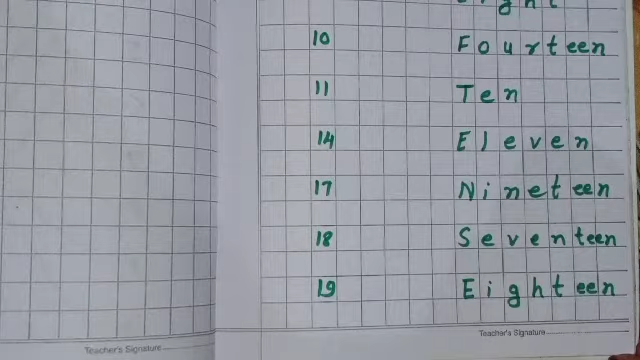 10 Fourteen
11 Ten
14 Eleven
17 Nineteen
18 Seventeen
19 Eighteen
Teacher's Signature
Teacher's Signature